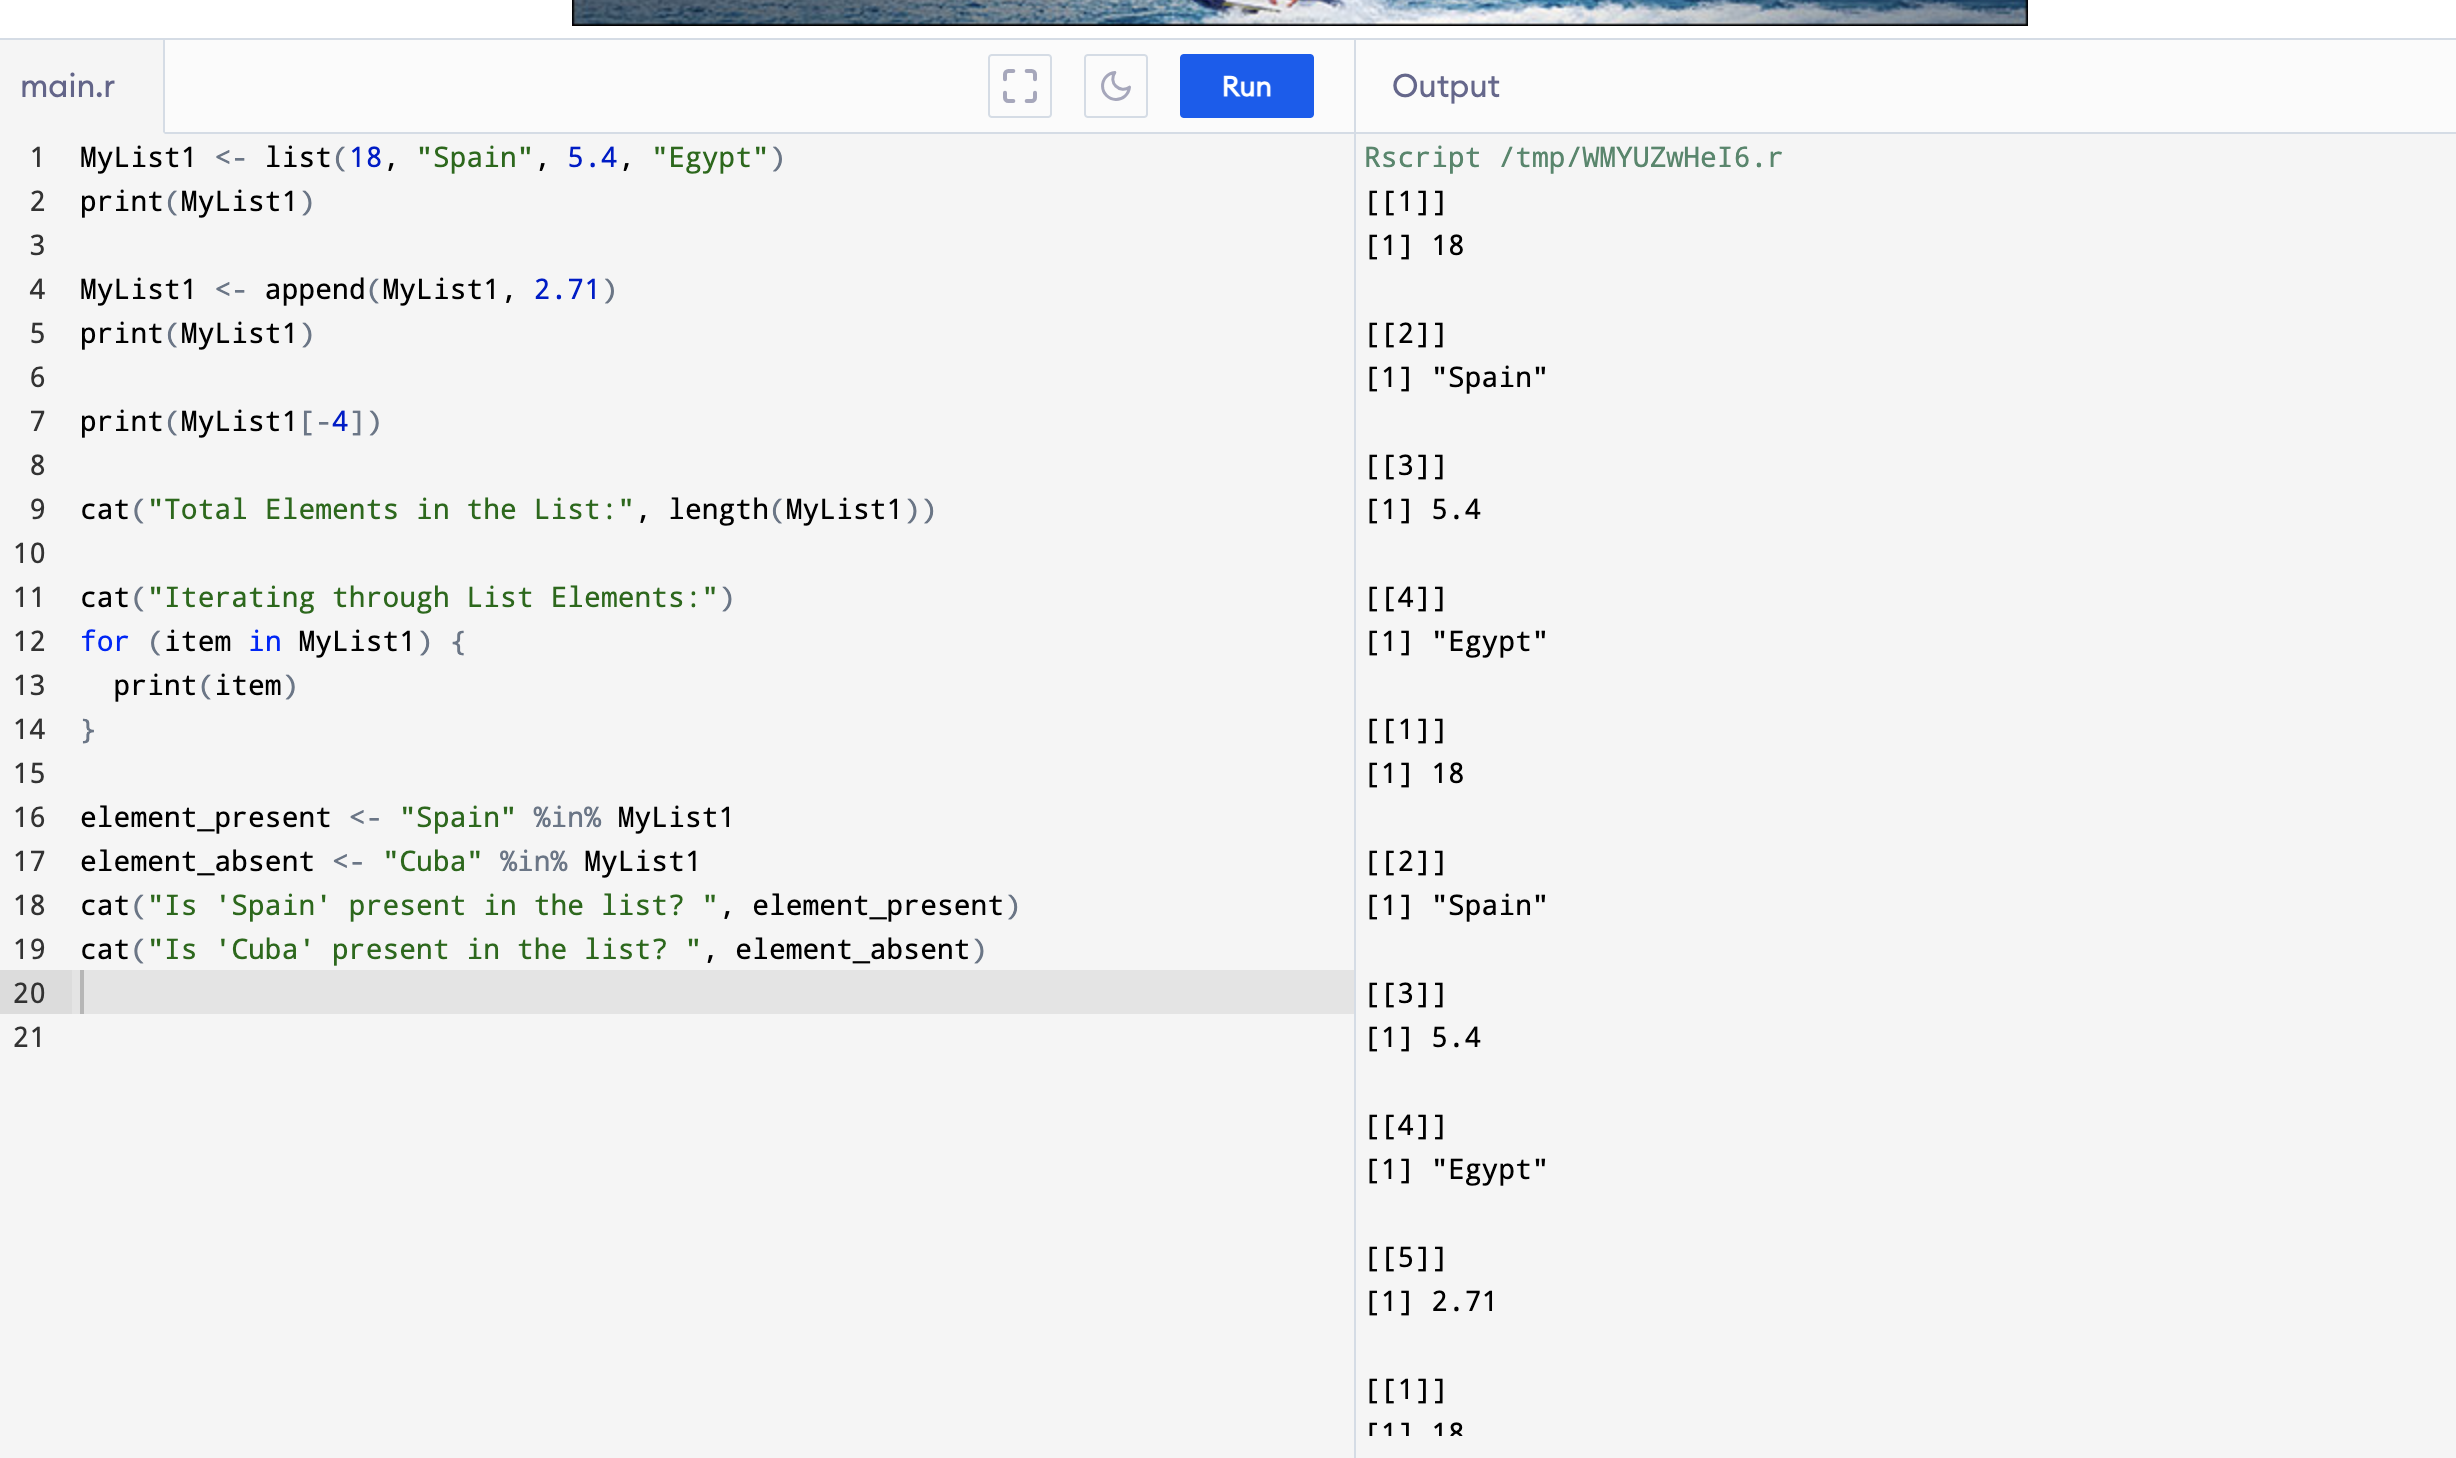 main.r
Run
Output
1 MyList1 <- list(18, "Spain", 5.4, "Egypt")
2 print(MyList1)
3
4 MyList1 <- append(MyList1, 2.71)
5 print(MyList1)
6
7 print(MyList1[-4])
8
9 cat("Total Elements in the List:", length(MyList1))
10
11 cat("Iterating through List Elements:")
12 for (item in MyList1) {
13   print(item)
14 }
15
16 element_present <- "Spain" %in% MyList1
17 element_absent <- "Cuba" %in% MyList1
18 cat("Is 'Spain' present in the list? ", element_present)
19 cat("Is 'Cuba' present in the list? ", element_absent)
20
21
Rscript /tmp/WMYUZwHeI6.r
[[1]]
[1] 18
[[2]]
[1] "Spain"
[[3]]
[1] 5.4
[[4]]
[1] "Egypt"
[[1]]
[1] 18
[[2]]
[1] "Spain"
[[3]]
[1] 5.4
[[4]]
[1] "Egypt"
[[5]]
[1] 2.71
[[1]]
[1] 18